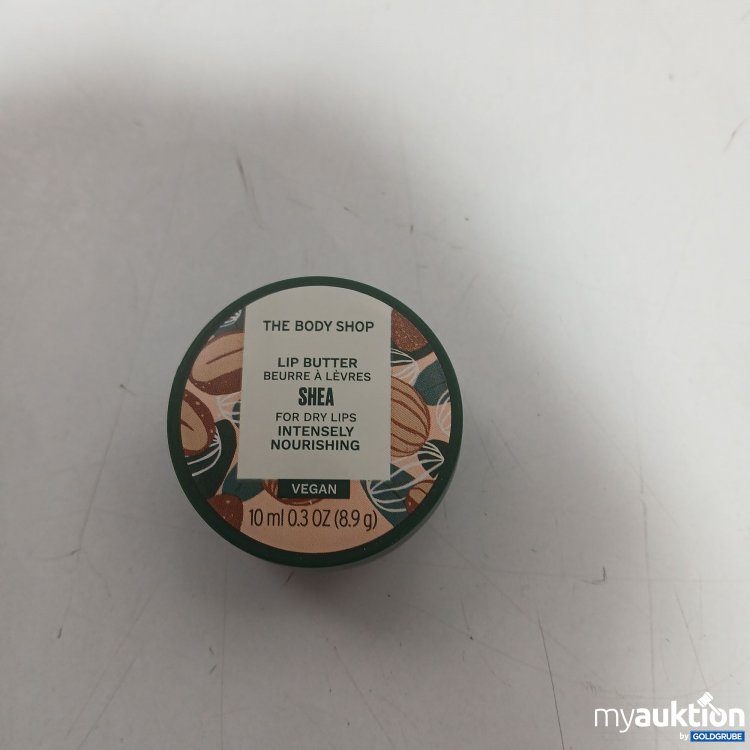 THE BODY SHOP
LIP BUTTER
BEURRE À LÈVRES
SHEA
FOR DRY LIPS
INTENSELY
NOURISHING
VEGAN
10 ml 0.3 OZ (8.9 g)
myauktion
by GOLDGRUBE